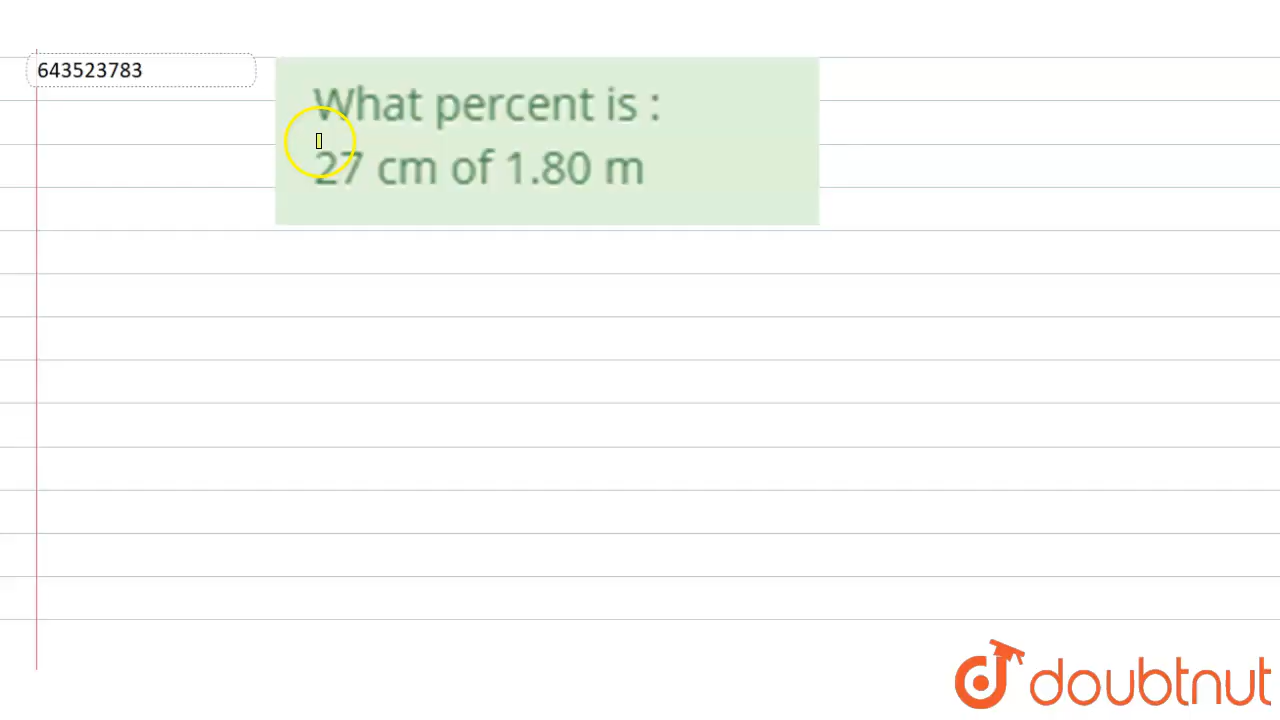 643523783
What percent is :
27 cm of 1.80 m
doubtnut